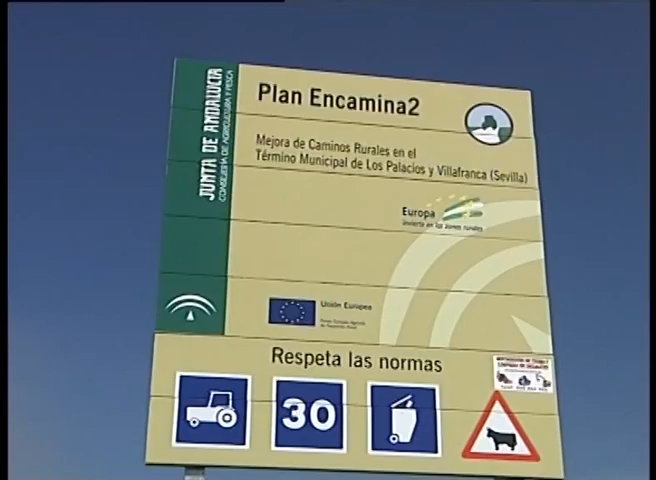 JUNTA DE ANDALUCIA
CONSEJERIA DE AGRICULTURA Y PESCA
Plan Encamina2
Mejora de Caminos Rurales en el
Término Municipal de Los Palacios y Villafranca (Sevilla)
Europa
invierte en las zonas rurales
Unión Europea
Respeta las normas
30